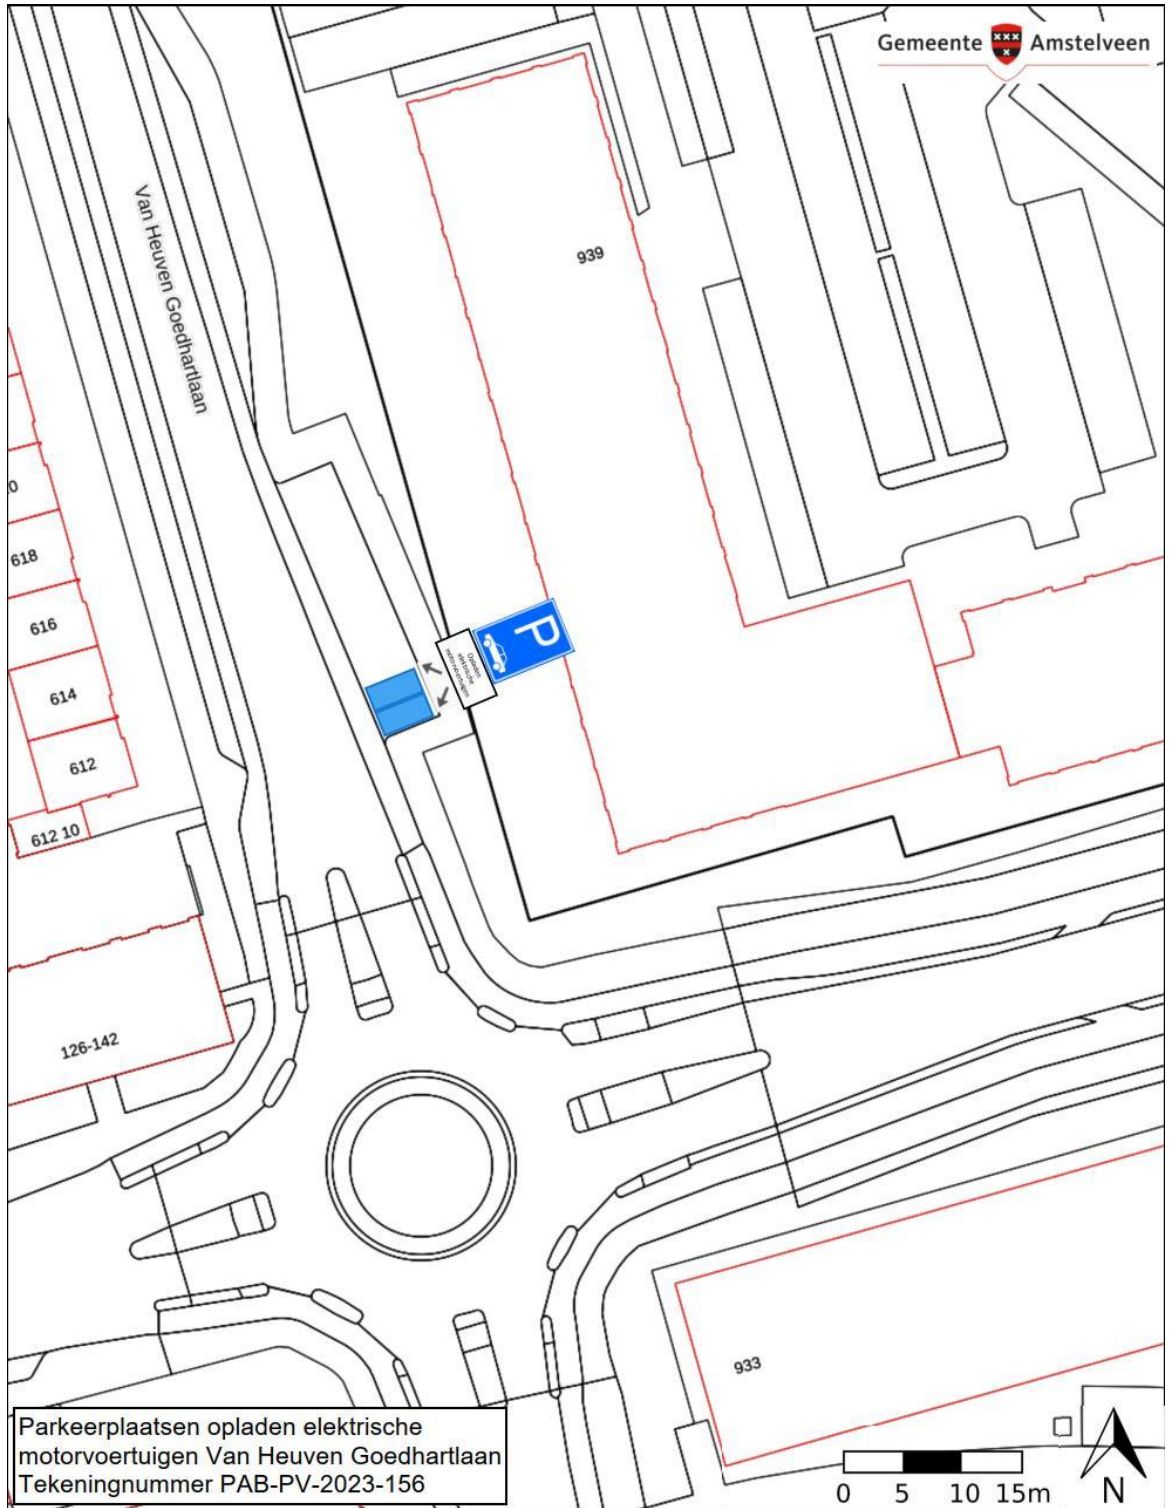 Gemeente Amstelveen
Van Heuven Goedhartlaan
939
0
618
616
614
612
612 10
P
Opladen
elektrische
motorvoertuigen
126-142
933
Parkeerplaatsen opladen elektrische
motorvoertuigen Van Heuven Goedhartlaan
Tekeningnummer PAB-PV-2023-156
0 5 10 15m
N